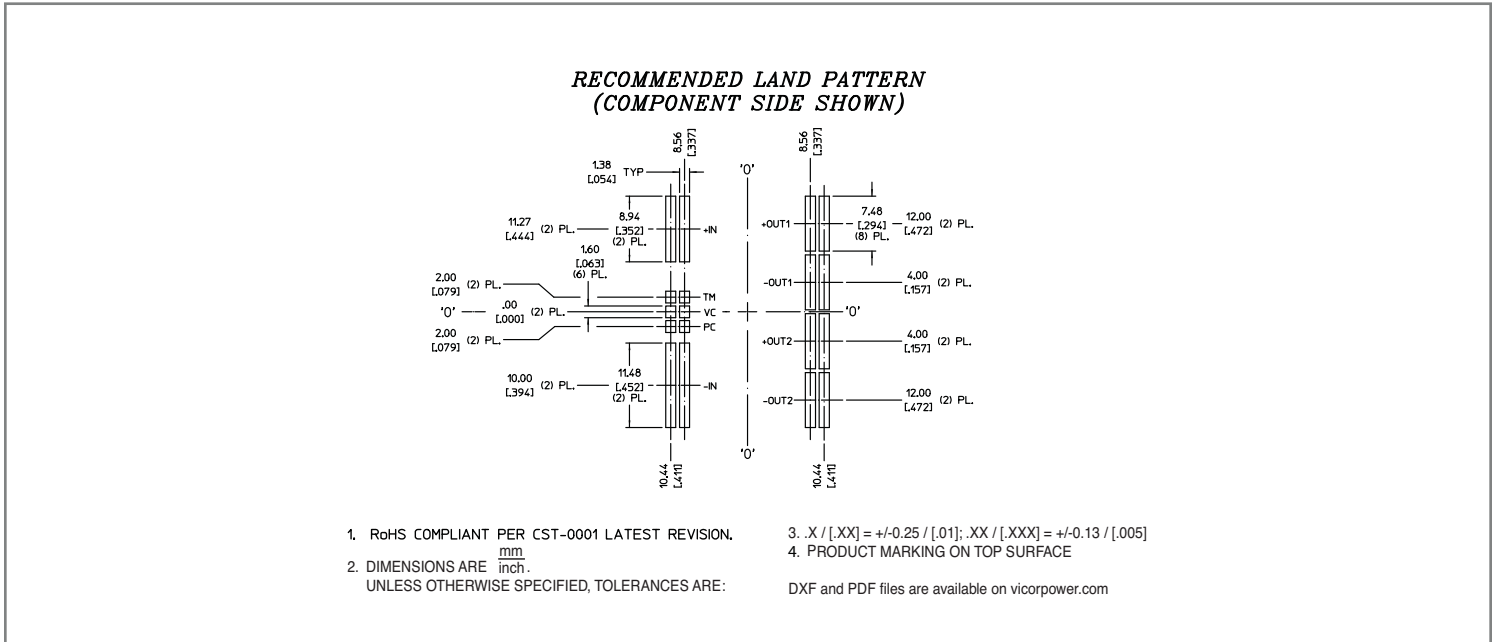 RECOMMENDED LAND PATTERN
(COMPONENT SIDE SHOWN)
8.56
[.337]
8.56
[.337]
1.38
[.054]
TYP
'0'
11.27
[.444]
(2) PL.
8.94
[.352]
(2) PL.
+IN
+OUT1
7.48
[.294]
(8) PL.
12.00
[.472]
(2) PL.
1.60
[.063]
(6) PL.
2.00
[.079]
(2) PL.
TM
-OUT1
4.00
[.157]
(2) PL.
'0'
.00
[.000]
(2) PL.
VC
'0'
2.00
[.079]
(2) PL.
PC
+OUT2
4.00
[.157]
(2) PL.
10.00
[.394]
(2) PL.
11.48
[.452]
(2) PL.
-IN
-OUT2
12.00
[.472]
(2) PL.
'0'
10.44
[.411]
10.44
[.411]
1. RoHS COMPLIANT PER CST-0001 LATEST REVISION.
2. DIMENSIONS ARE mm
inch.
UNLESS OTHERWISE SPECIFIED, TOLERANCES ARE:
3. .X / [.XX] = +/-0.25 / [.01]; .XX / [.XXX] = +/-0.13 / [.005]
4. PRODUCT MARKING ON TOP SURFACE
DXF and PDF files are available on vicorpower.com